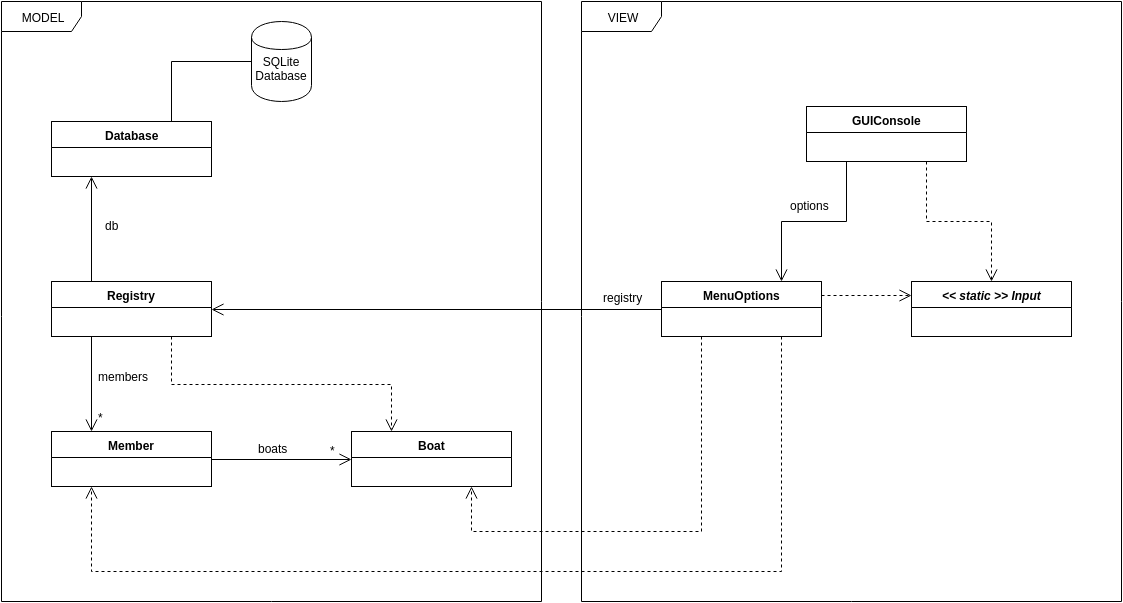 MODEL
VIEW
SQLite
Database
GUIConsole
Database
options
db
Registry
registry
MenuOptions
<< static >> Input
members
*
Member
boats
*
Boat